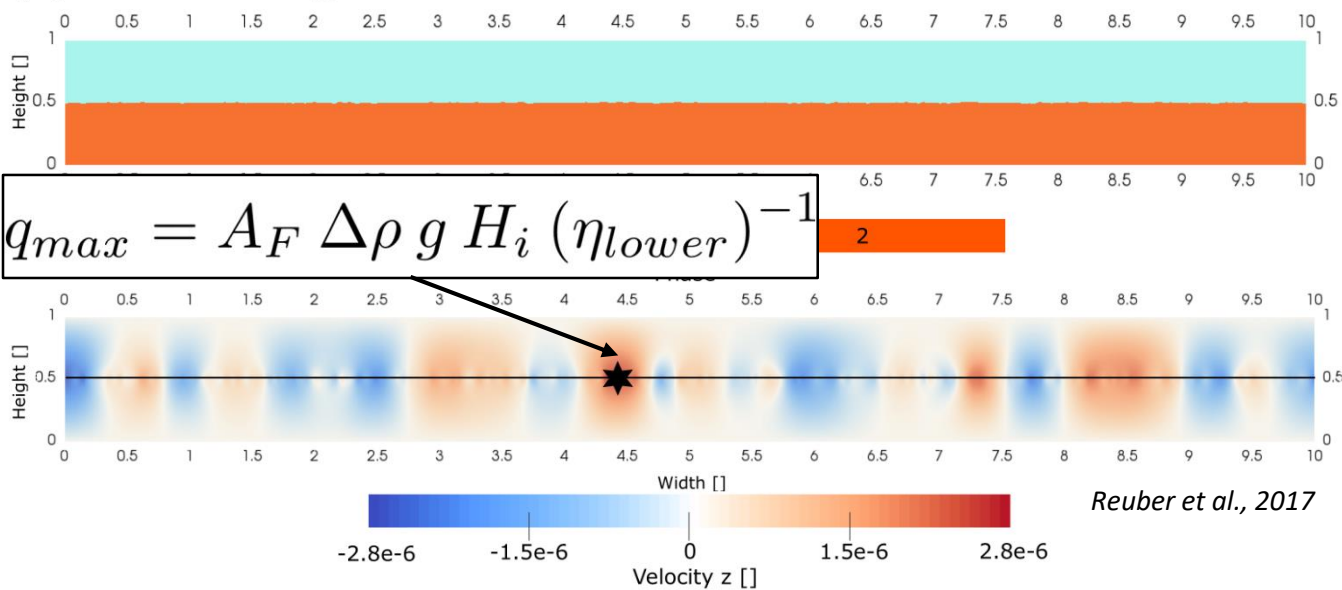 0 0.5 1 1.5 2 2.5 3 3.5 4 4.5 5 5.5 6 6.5 7 7.5 8 8.5 9 9.5 10
1 1
Height []
0.5 0.5
0 0
6.5 7 7.5 8 8.5 9 9.5 10
q_{max} = A_F Δρ g H_i (η_{lower})^{-1}
2
0 0.5 1 1.5 2 2.5 3 3.5 4 4.5 5 5.5 6 6.5 7 7.5 8 8.5 9 9.5 10
1 1
Height []
0.5 0.5
0 0
0 0.5 1 1.5 2 2.5 3 3.5 4 4.5 5 5.5 6 6.5 7 7.5 8 8.5 9 9.5 10
Width []
Reuber et al., 2017
-2.8e-6 -1.5e-6 0 1.5e-6 2.8e-6
Velocity z []